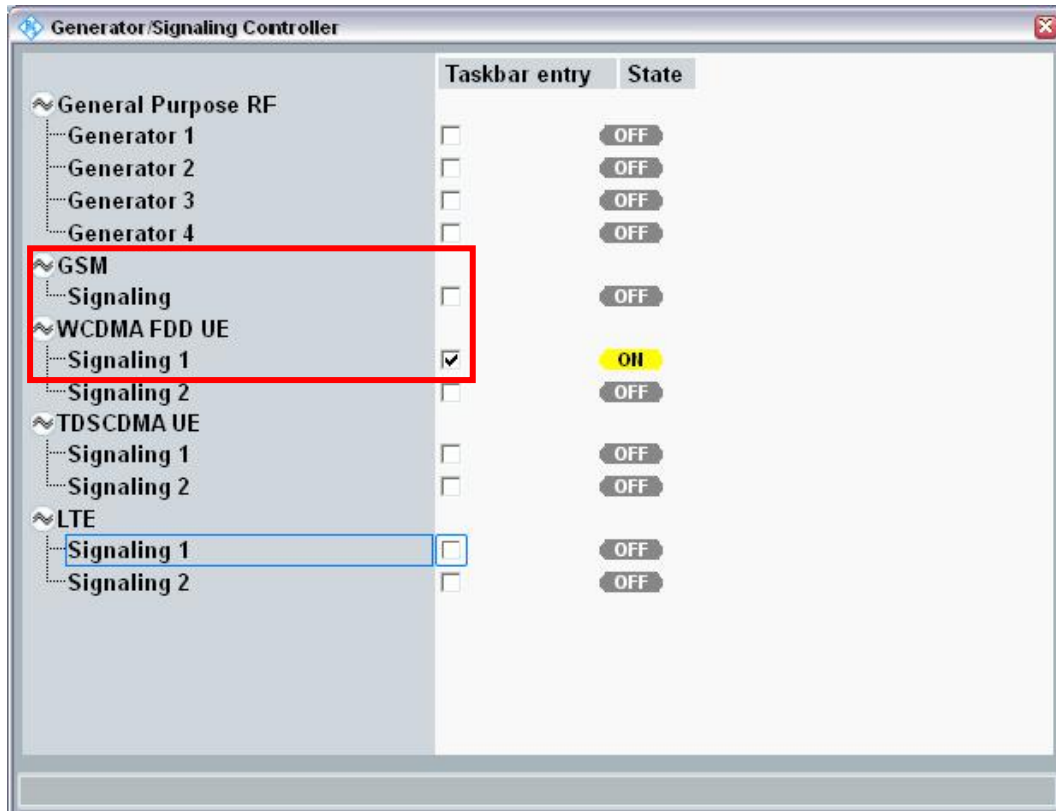 Generator/Signaling Controller
Taskbar entry State
General Purpose RF
Generator 1 OFF
Generator 2 OFF
Generator 3 OFF
Generator 4 OFF
GSM
Signaling OFF
WCDMA FDD UE
Signaling 1 ON
Signaling 2 OFF
TDSCDMA UE
Signaling 1 OFF
Signaling 2 OFF
LTE
Signaling 1 OFF
Signaling 2 OFF